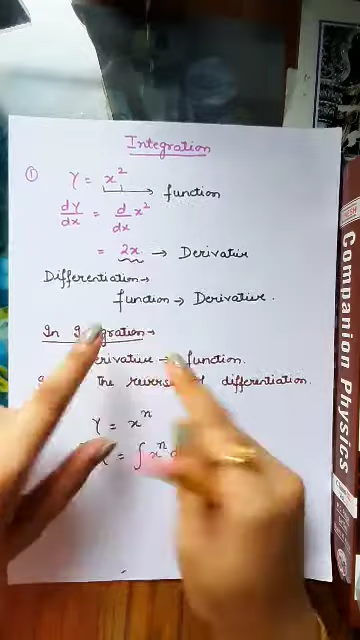 Integration
① Y = x²
function
dY/dx = d/dx x²
= 2x → Derivative
Differentiation→
function → Derivative.
In Integration→
Derivative → function.
the reverse of differentiation.
Y = xⁿ
= ∫ xⁿ d
COMPANION PHYSICS